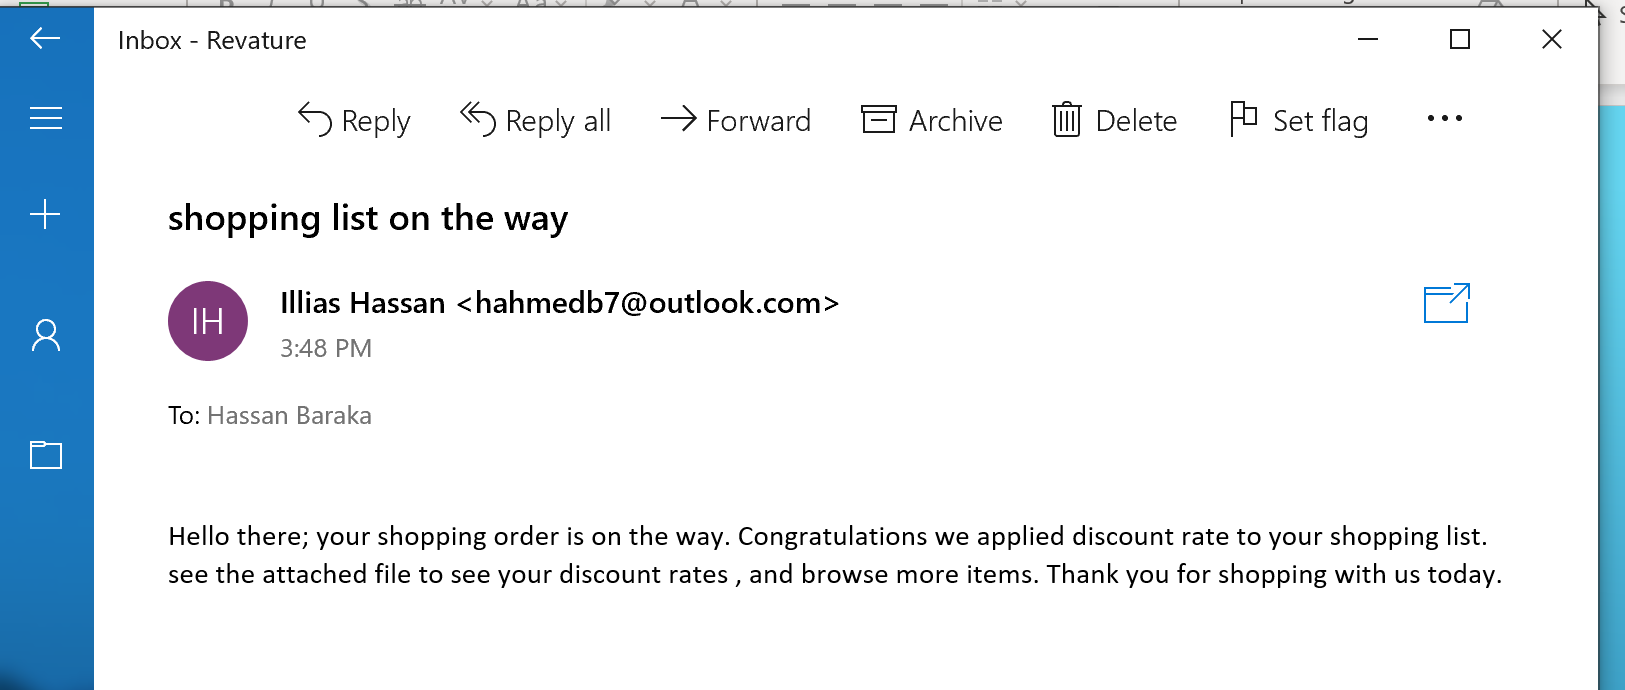 Inbox - Revature
Reply Reply all Forward Archive Delete Set flag
shopping list on the way
IH
Illias Hassan <hahmedb7@outlook.com>
3:48 PM
To: Hassan Baraka
Hello there; your shopping order is on the way. Congratulations we applied discount rate to your shopping list.
see the attached file to see your discount rates , and browse more items. Thank you for shopping with us today.